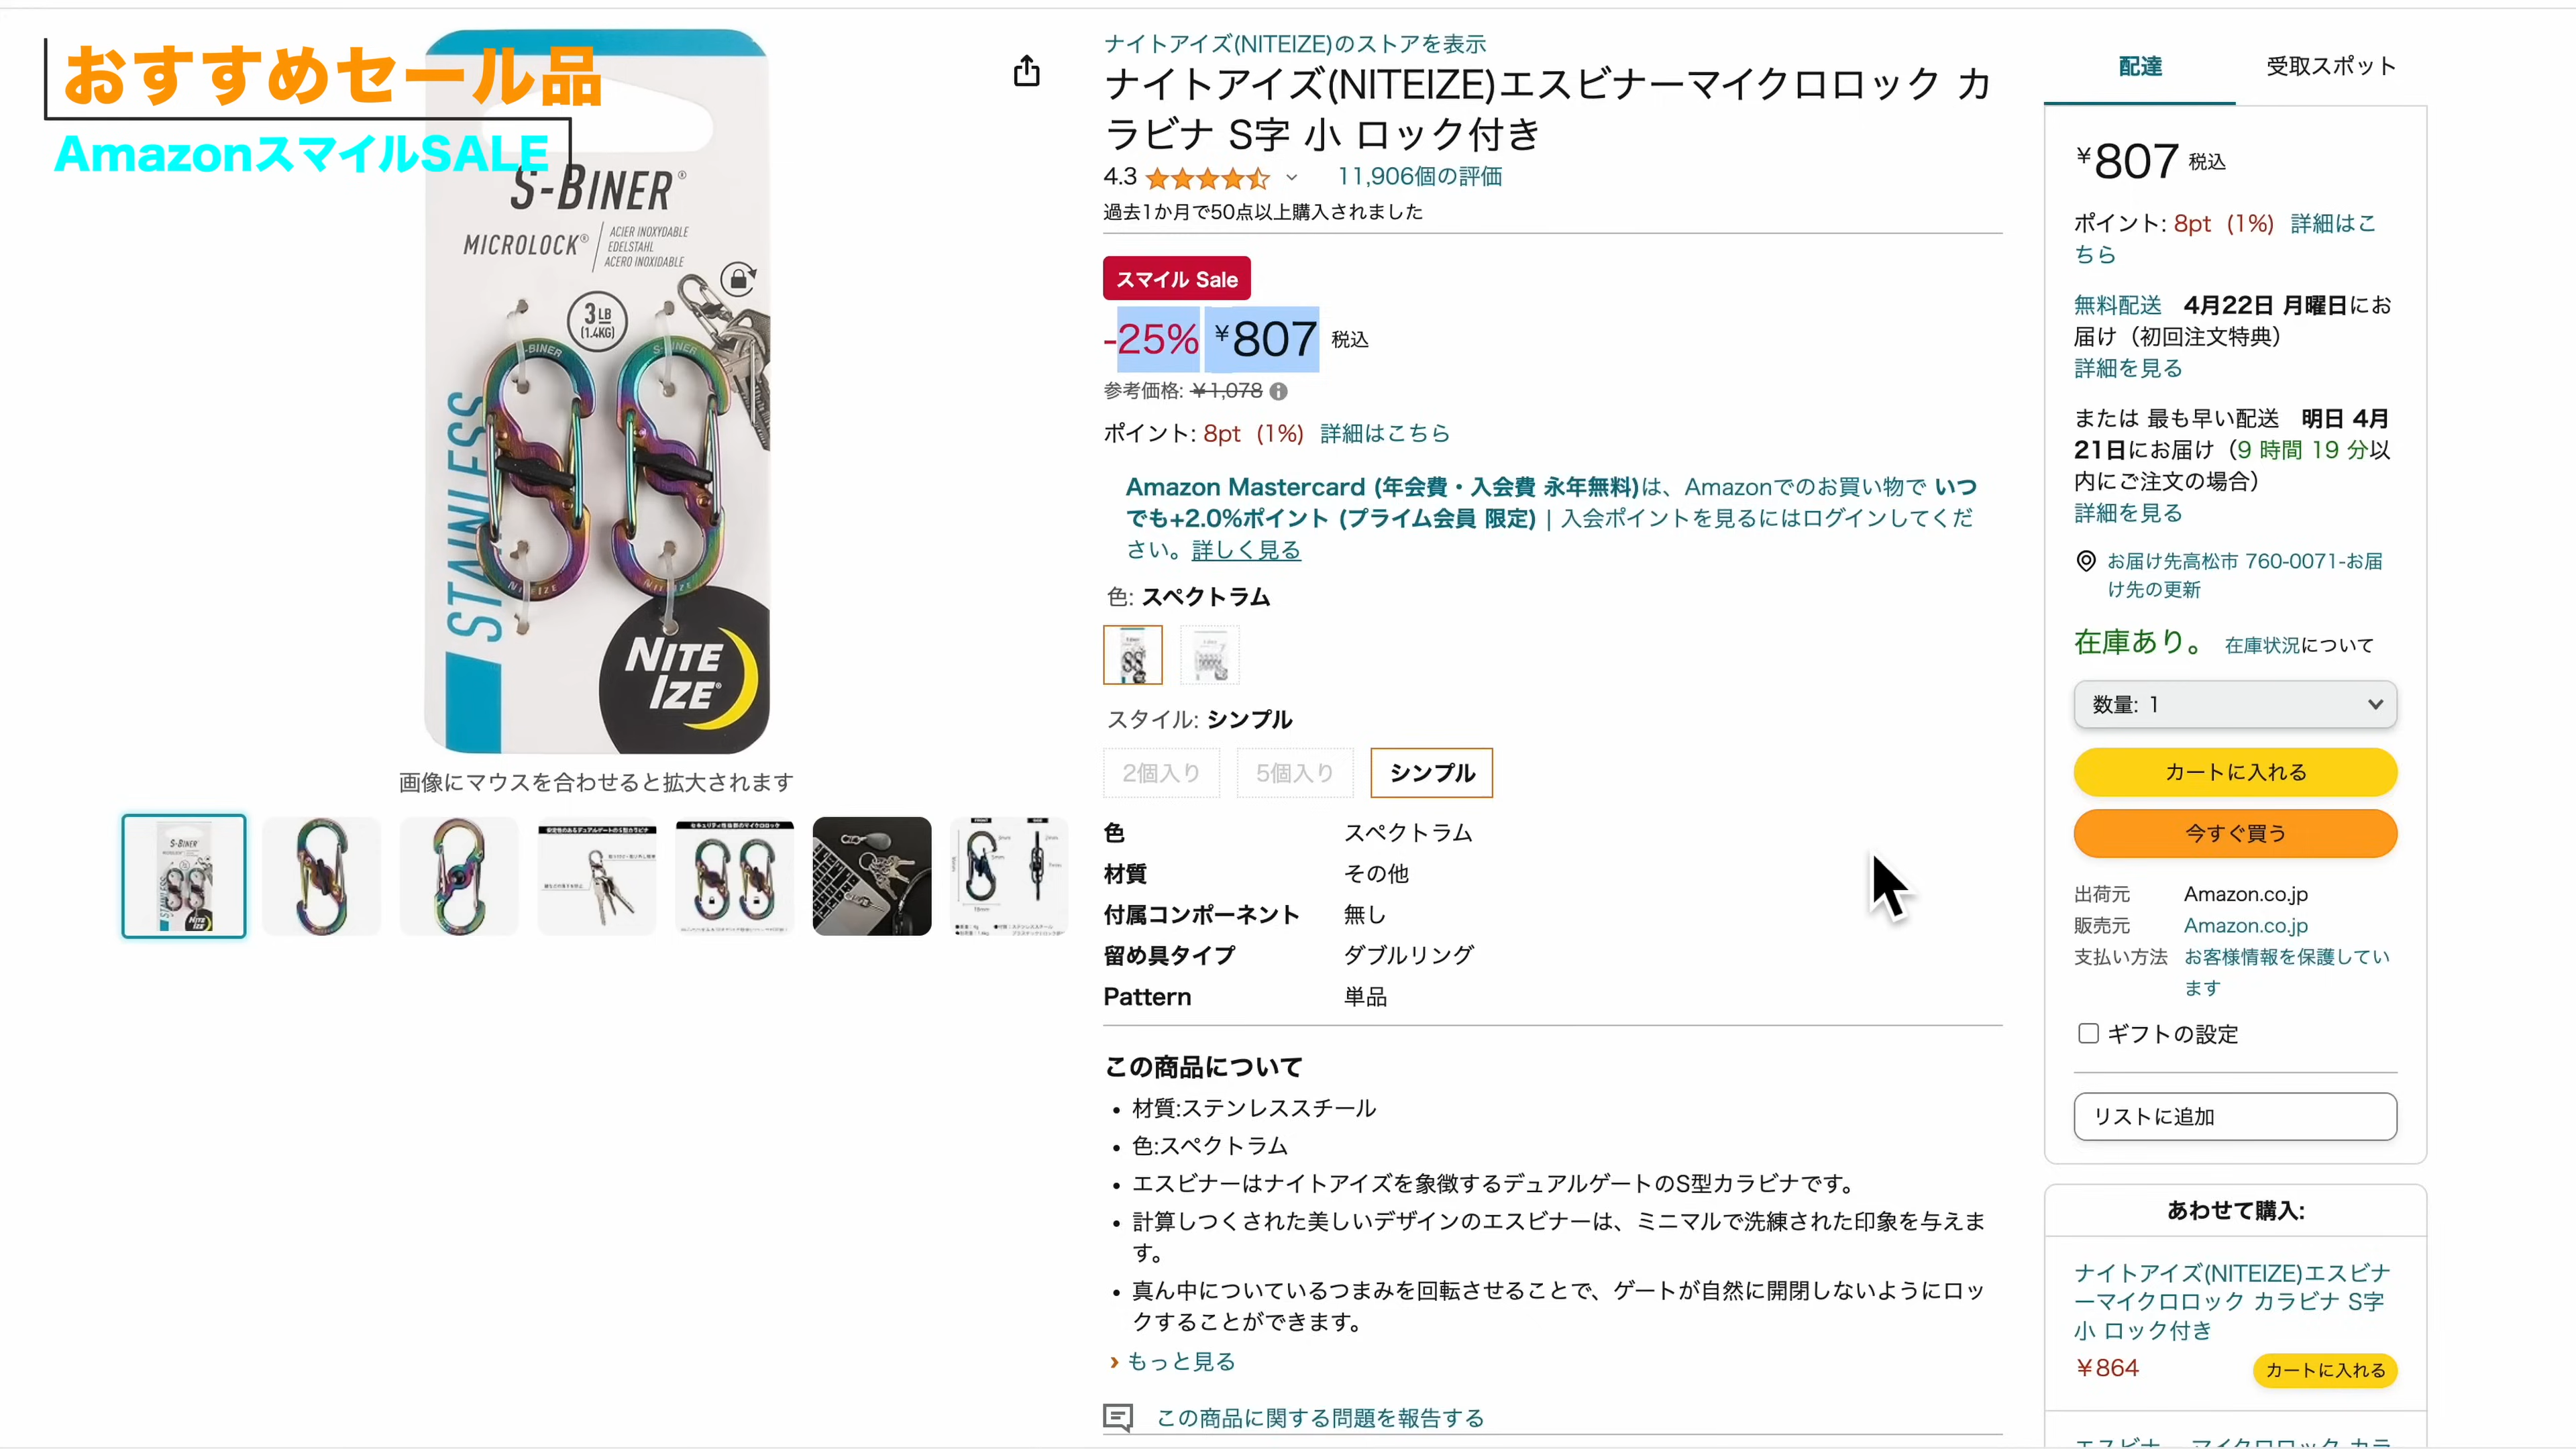 おすすめセール品
AmazonスマイルSALE
S-BINER®
MICROLOCK®
ACIER INOXYDABLE
EDELSTAHL
ACERO INOXIDABLE
3 LB
(1.4KG)
STAINLESS
NITE
IZE®
画像にマウスを合わせると拡大されます
ナイトアイズ(NITEIZE)のストアを表示
ナイトアイズ(NITEIZE)エスビナーマイクロロック カ
ラビナ S字 小 ロック付き
4.3 11,906個の評価
過去1か月で50点以上購入されました
スマイル Sale
-25% ¥807 税込
参考価格: ¥1,078
ポイント: 8pt (1%) 詳細はこちら
Amazon Mastercard (年会費・入会費 永年無料)は、Amazonでのお買い物で いつ
でも+2.0%ポイント (プライム会員 限定) | 入会ポイントを見るにはログインしてくだ
さい。詳しく見る
色: スペクトラム
スタイル: シンプル
2個入り 5個入り シンプル
色 スペクトラム
材質 その他
付属コンポーネント 無し
留め具タイプ ダブルリング
Pattern 単品
この商品について
• 材質:ステンレススチール
• 色:スペクトラム
• エスビナーはナイトアイズを象徴するデュアルゲートのS型カラビナです。
• 計算しつくされた美しいデザインのエスビナーは、ミニマルで洗練された印象を与えま
す。
• 真ん中についているつまみを回転させることで、ゲートが自然に開閉しないようにロッ
クすることができます。
› もっと見る
この商品に関する問題を報告する
配達 受取スポット
¥807 税込
ポイント: 8pt (1%) 詳細はこ
ちら
無料配送 4月22日 月曜日にお
届け（初回注文特典）
詳細を見る
または 最も早い配送 明日 4月
21日にお届け（9 時間 19 分以
内にご注文の場合）
詳細を見る
お届け先高松市 760-0071-お届
け先の更新
在庫あり。 在庫状況について
数量: 1
カートに入れる
今すぐ買う
出荷元 Amazon.co.jp
販売元 Amazon.co.jp
支払い方法 お客様情報を保護してい
ます
ギフトの設定
リストに追加
あわせて購入:
ナイトアイズ(NITEIZE)エスビナ
ーマイクロロック カラビナ S字
小 ロック付き
￥864 カートに入れる